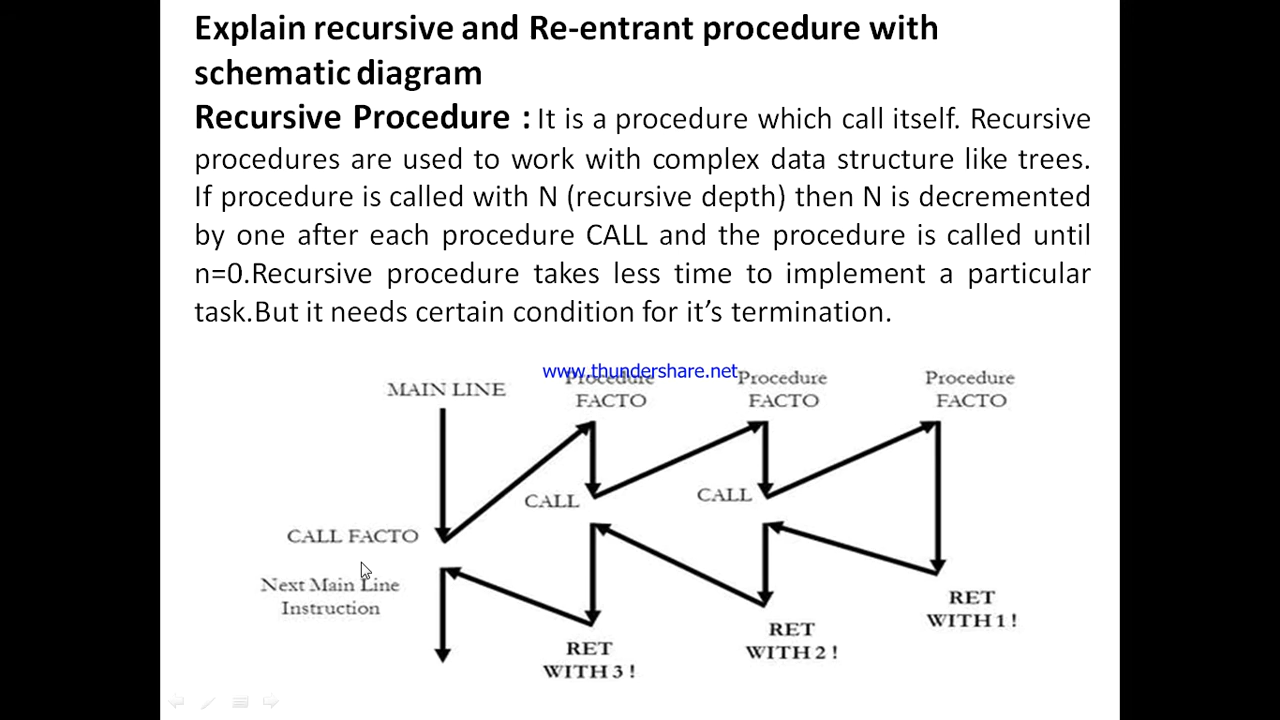 Explain recursive and Re-entrant procedure with
schematic diagram
Recursive Procedure : It is a procedure which call itself. Recursive
procedures are used to work with complex data structure like trees.
If procedure is called with N (recursive depth) then N is decremented
by one after each procedure CALL and the procedure is called until
n=0.Recursive procedure takes less time to implement a particular
task.But it needs certain condition for it’s termination.
www.thundershare.net
MAIN LINE
Procedure
FACTO
Procedure
FACTO
Procedure
FACTO
CALL
CALL
CALL FACTO
Next Main Line
Instruction
RET
WITH 3 !
RET
WITH 2 !
RET
WITH 1 !